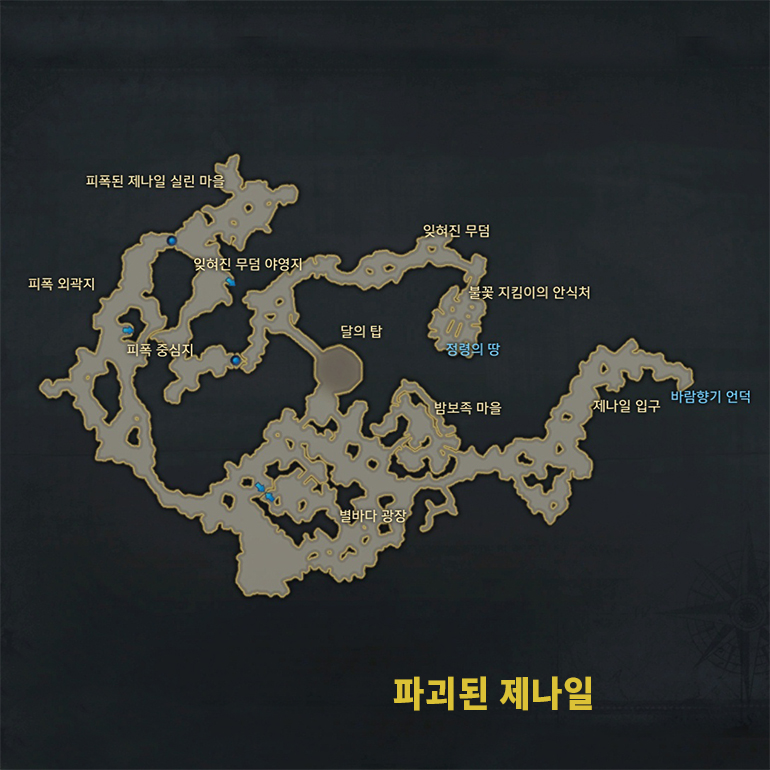 피폭된 제나일 실린 마을
잊혀진 무덤
잊혀진 무덤 야영지
피폭 외곽지
불꽃 지킴이의 안식처
달의 탑
피폭 중심지
정령의 땅
바람향기 언덕
제나일 입구
밤보족 마을
별바다 광장
파괴된 제나일